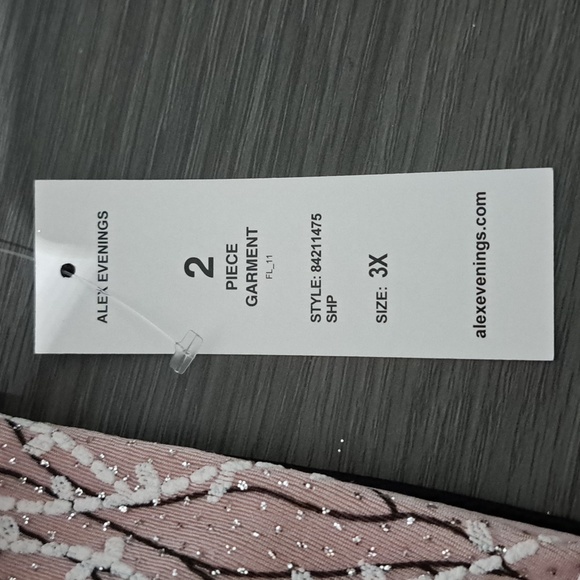 ALEX EVENINGS
2
PIECE
GARMENT
FL_11
STYLE: 84211475
SHP
SIZE: 3X
alexevenings.com